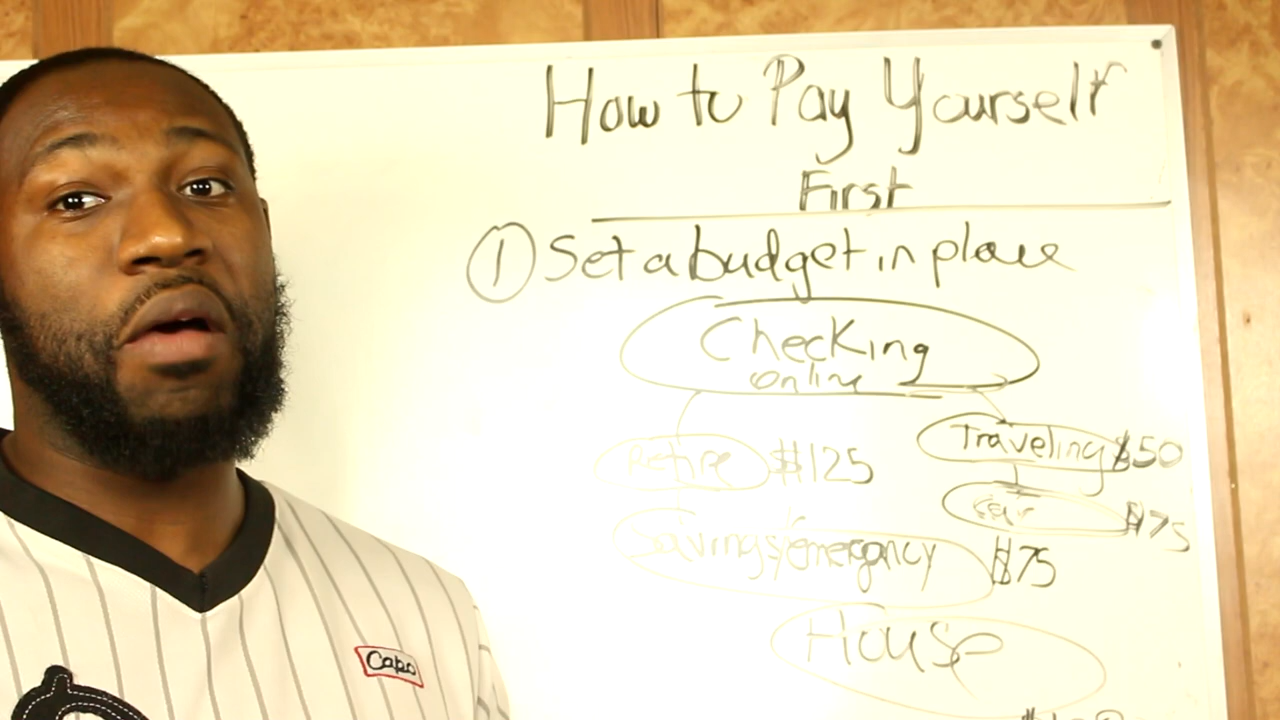 How to Pay Yourself
First
① Set a budget in place
Checking
online
Retire $125
Traveling $50
Car $75
Savings/emergency $75
House
Capo